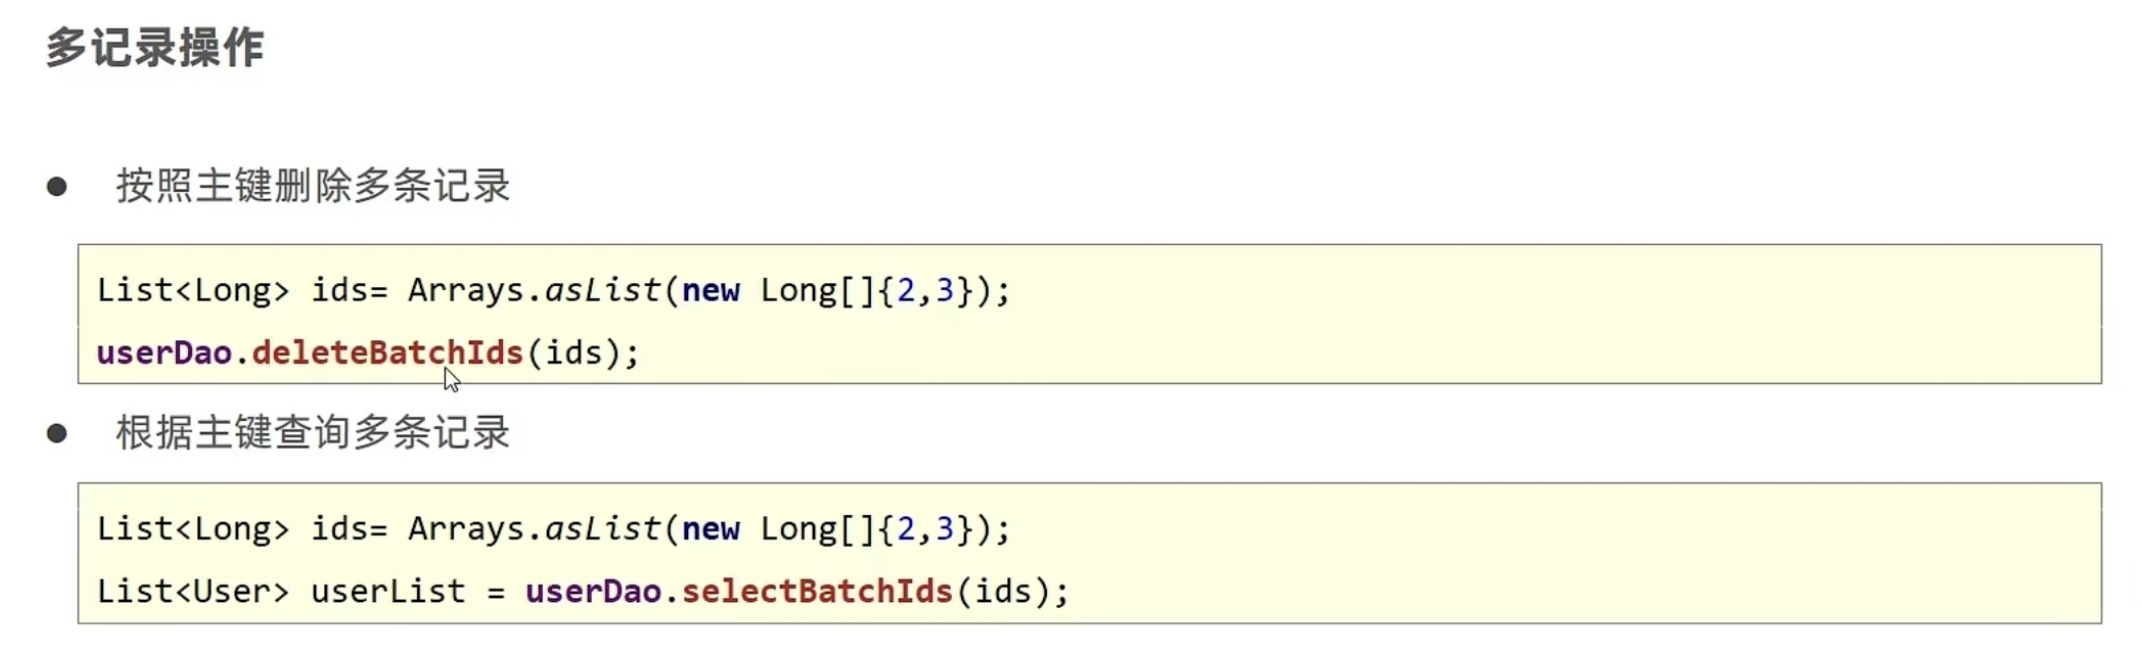 多记录操作
● 按照主键删除多条记录
List<Long> ids= Arrays.asList(new Long[]{2,3});
userDao.deleteBatchIds(ids);
● 根据主键查询多条记录
List<Long> ids= Arrays.asList(new Long[]{2,3});
List<User> userList = userDao.selectBatchIds(ids);